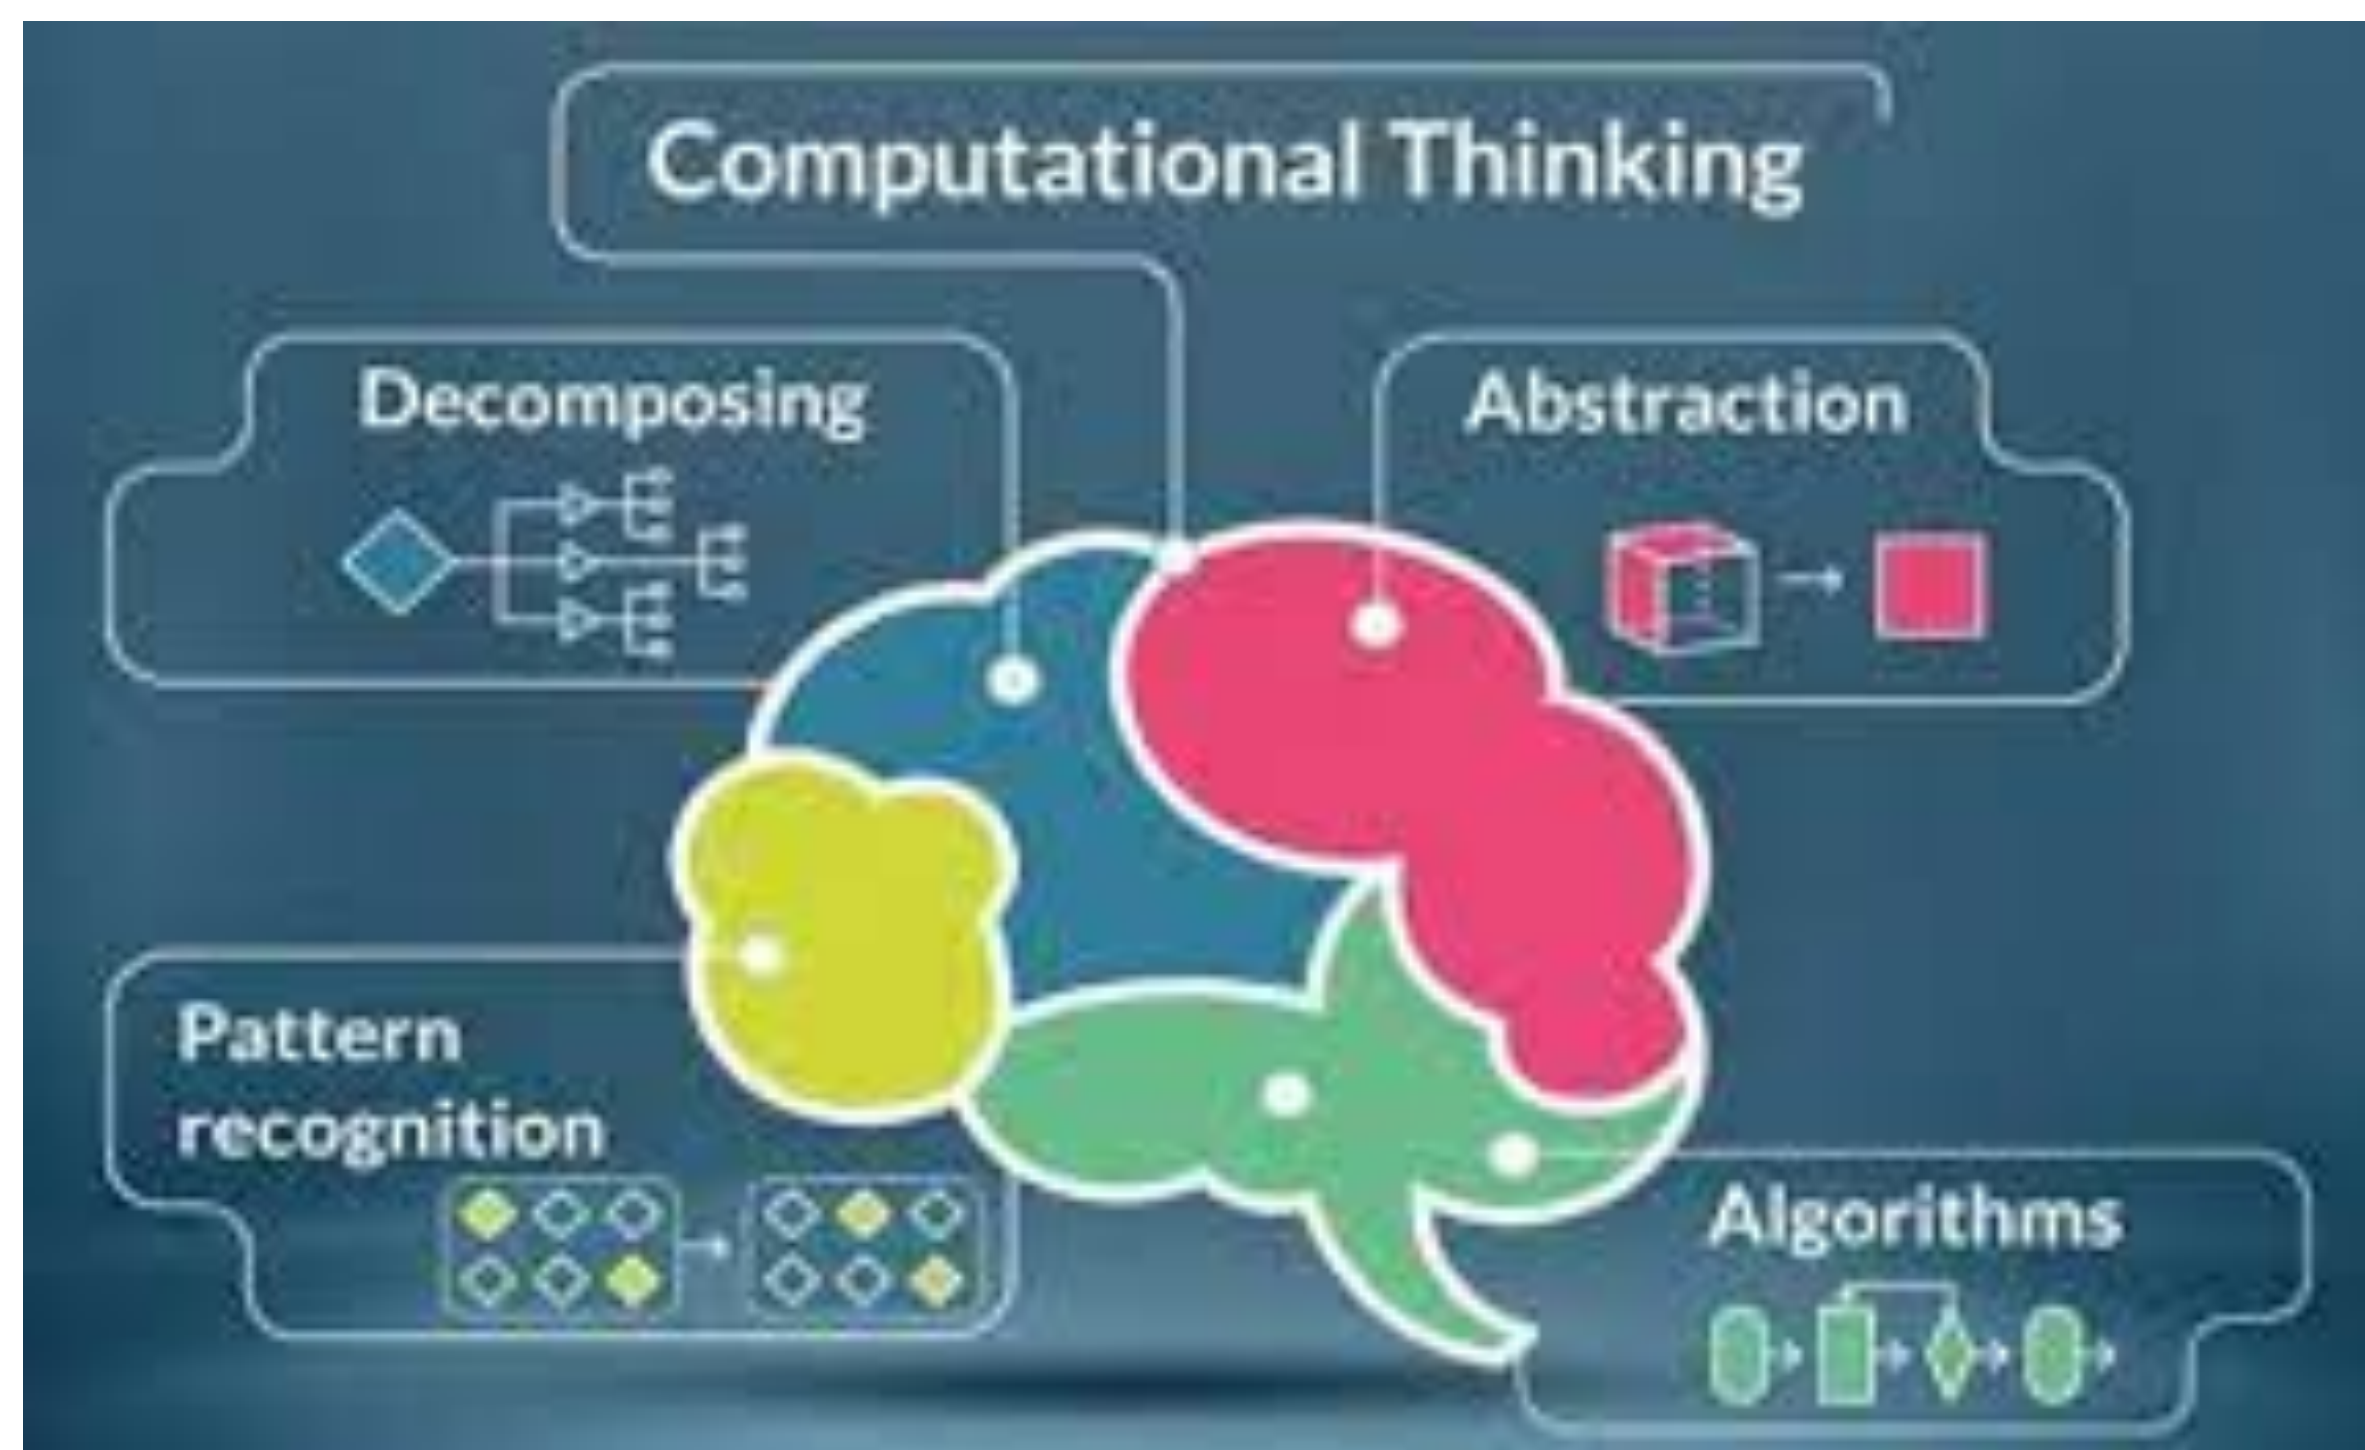 Computational Thinking
Decomposing
Abstraction
Pattern
recognition
Algorithms